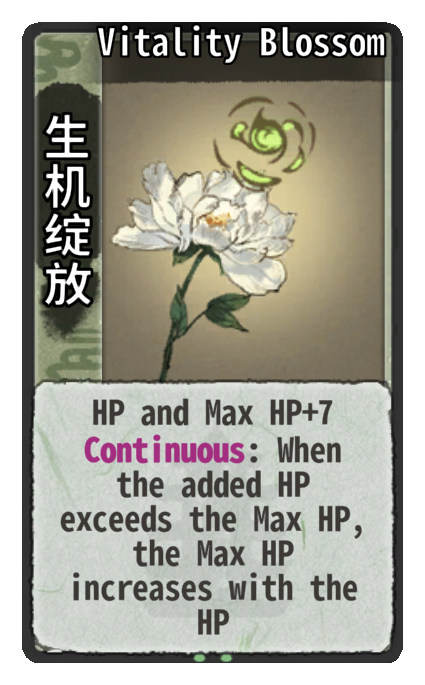 Vitality Blossom
生机绽放
HP and Max HP+7
Continuous: When
the added HP
exceeds the Max HP,
the Max HP
increases with the
HP